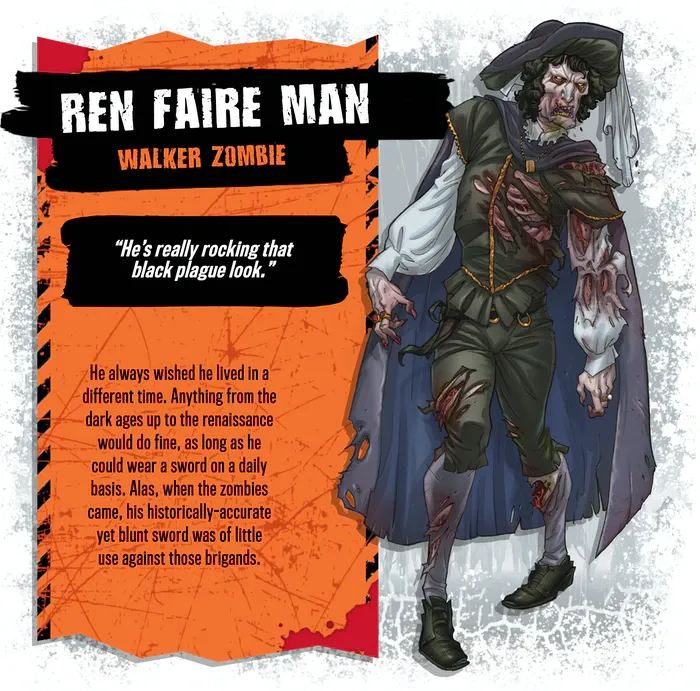 REN FAIRE MAN
WALKER ZOMBIE
“He’s really rocking that
black plague look.”
He always wished he lived in a
different time. Anything from the
dark ages up to the renaissance
would do fine, as long as he
could wear a sword on a daily
basis. Alas, when the zombies
came, his historically-accurate
yet blunt sword was of little
use against those brigands.